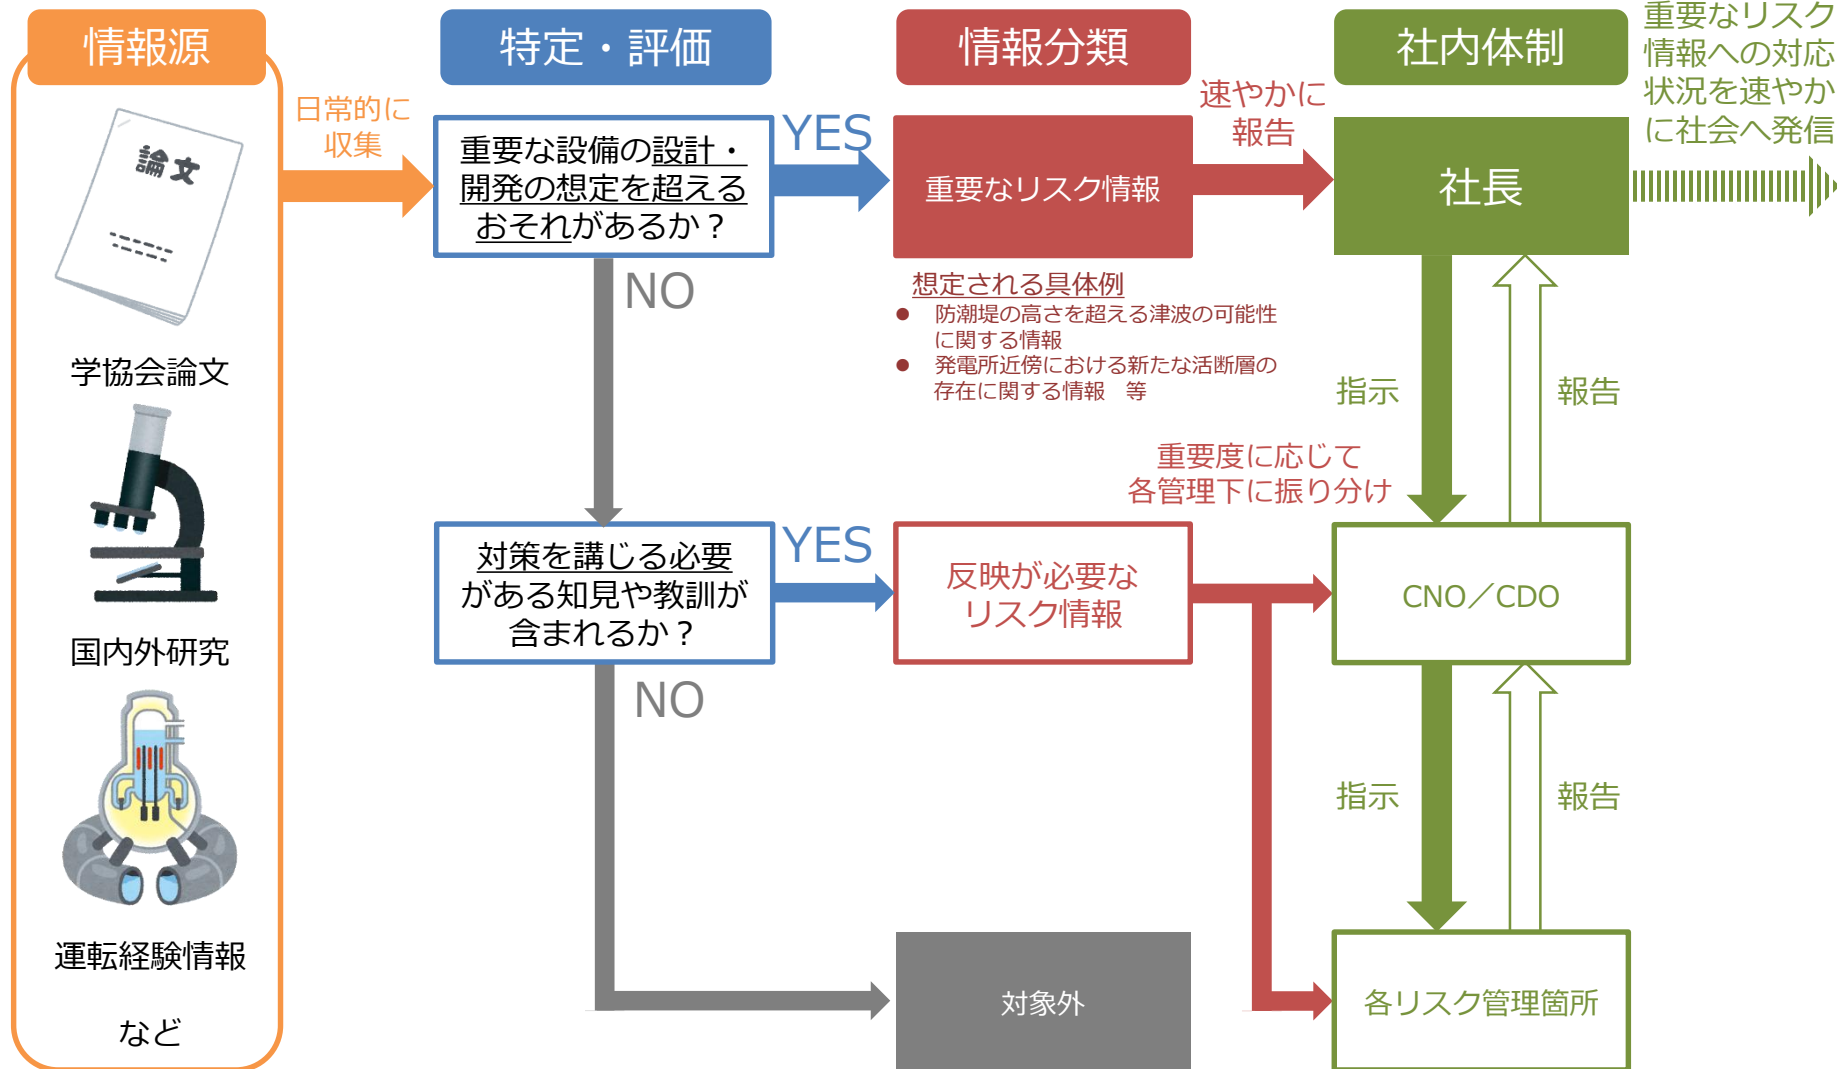 情報源
特定・評価
情報分類
社内体制
重要なリスク
情報への対応
状況を速やか
に社会へ発信
論文
学協会論文
国内外研究
運転経験情報
など
日常的に
収集
重要な設備の設計・
開発の想定を超える
おそれがあるか?
YES
重要なリスク情報
速やかに
報告
社長
NO
想定される具体例
● 防潮堤の高さを超える津波の可能性
に関する情報
● 発電所近傍における新たな活断層の
存在に関する情報 等
指示
報告
重要度に応じて
各管理下に振り分け
対策を講じる必要
がある知見や教訓が
含まれるか?
YES
反映が必要な
リスク情報
CNO/CDO
NO
指示
報告
対象外
各リスク管理箇所